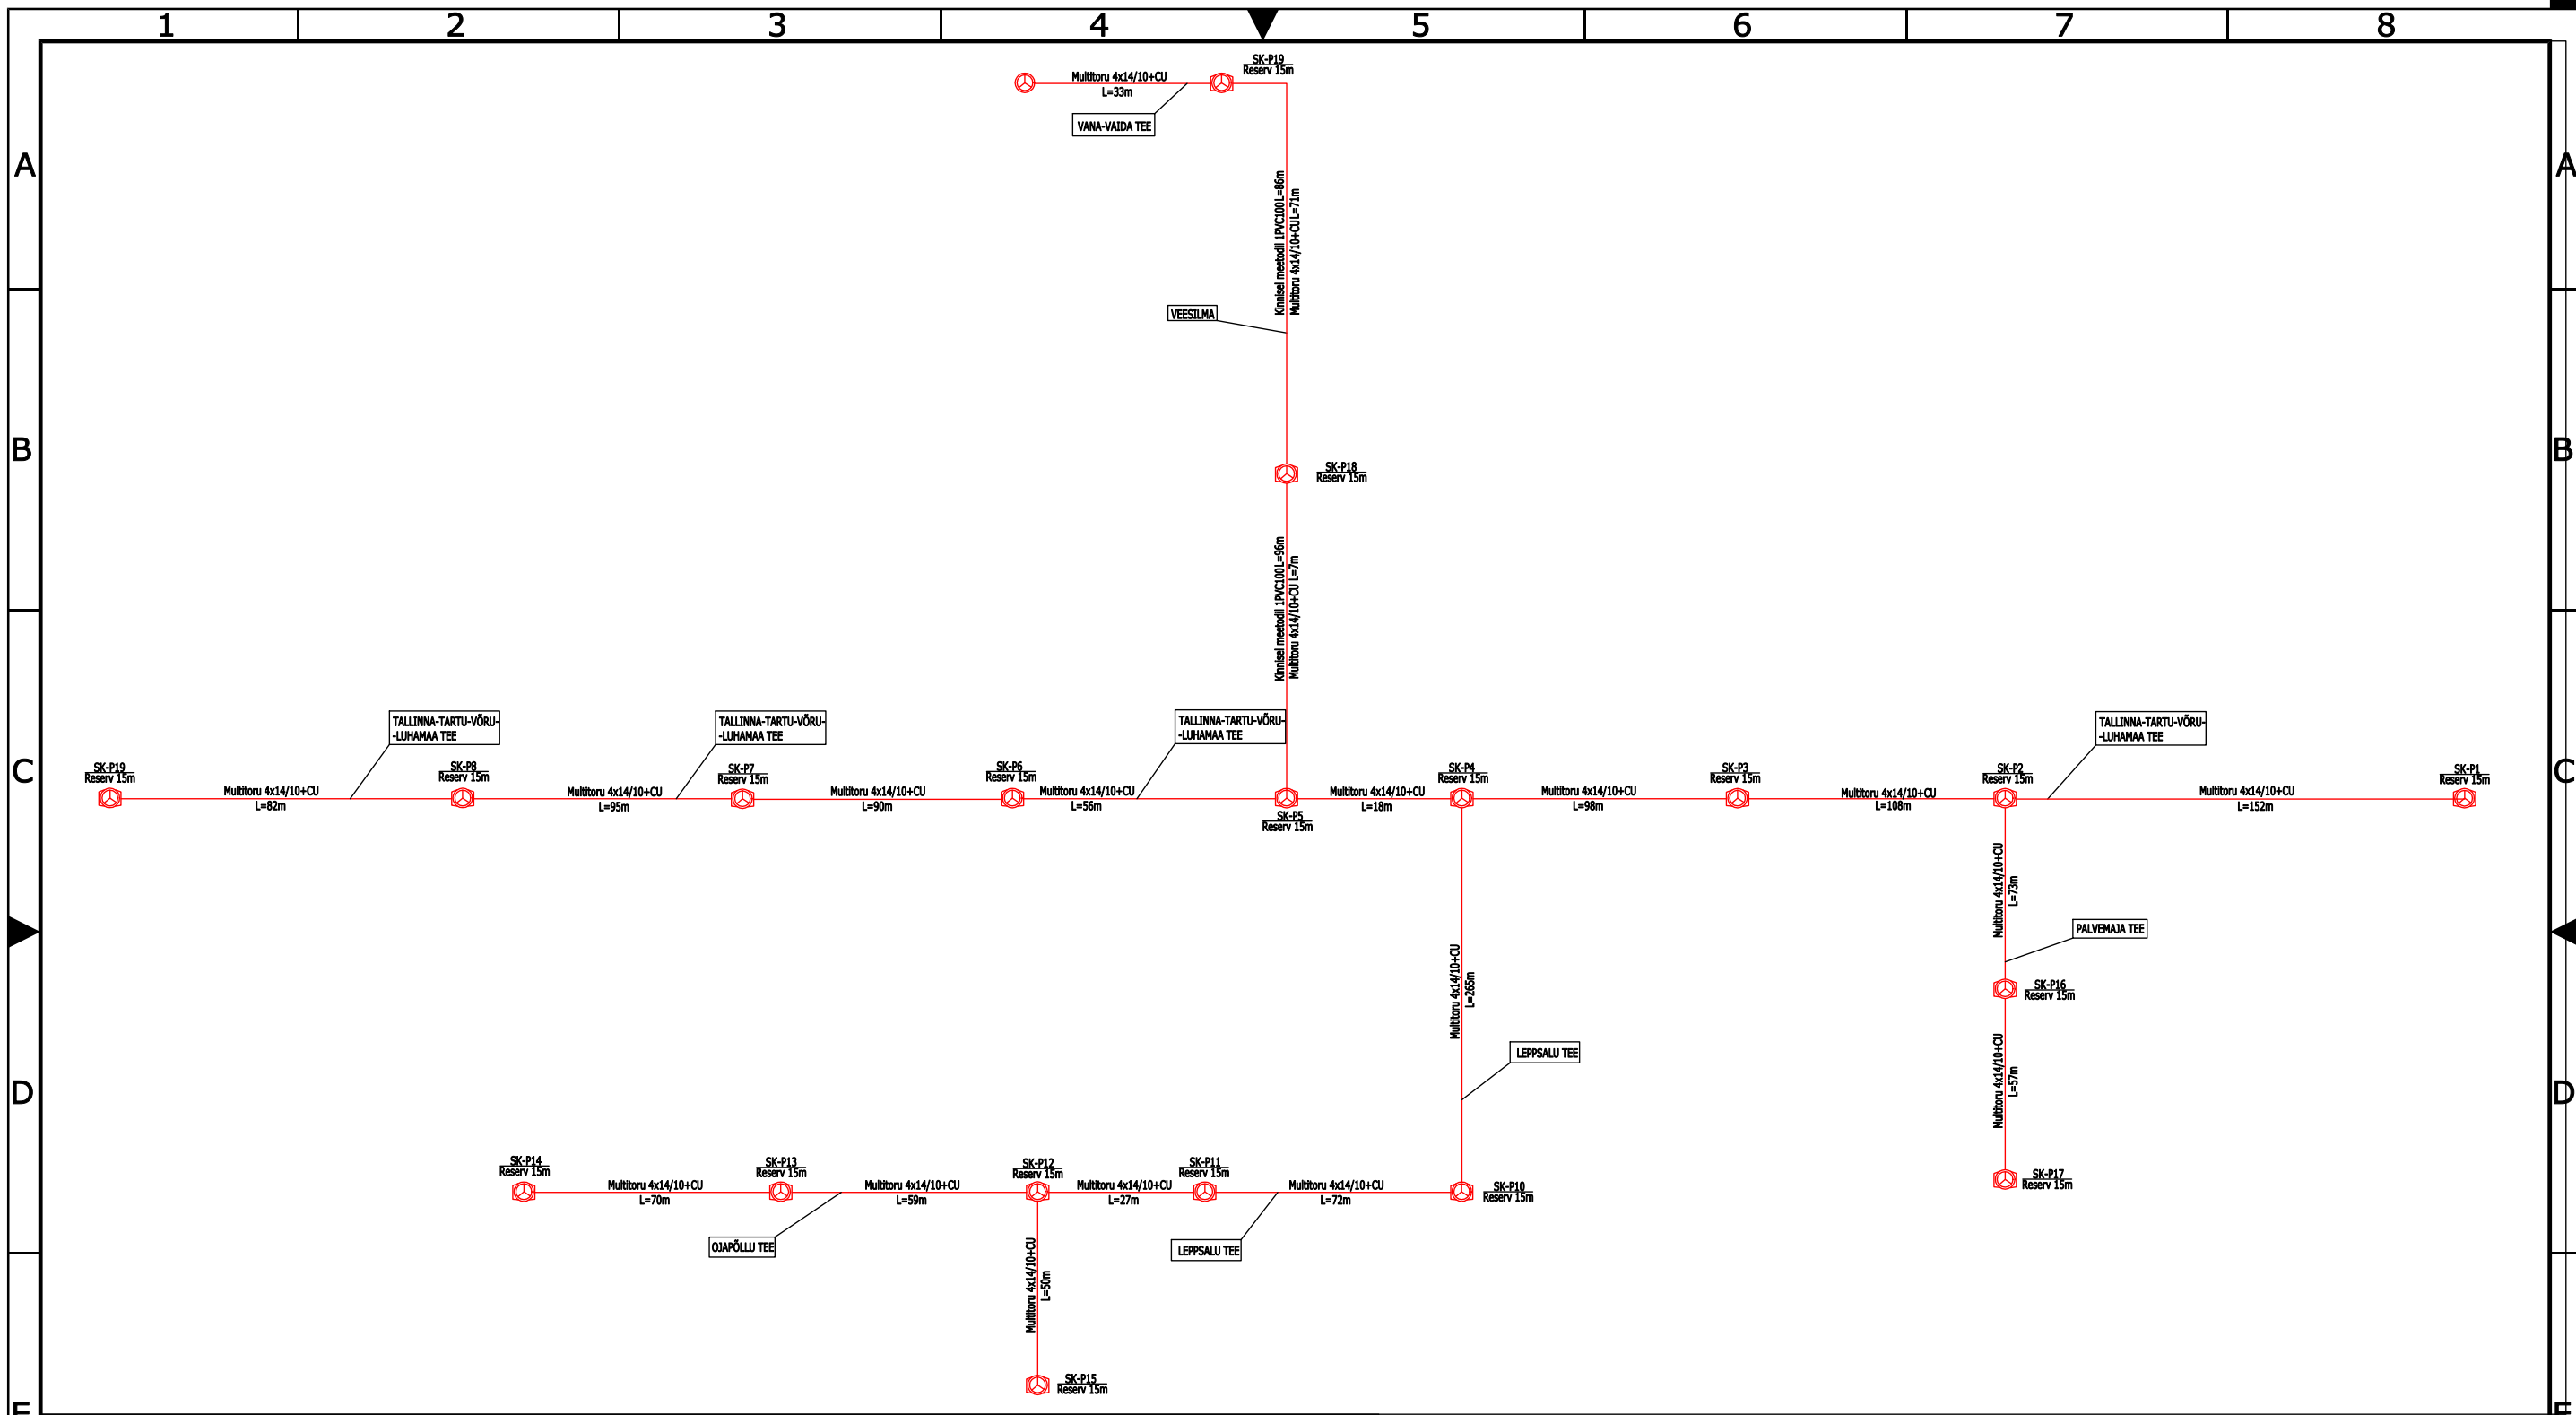 1 2 3 4 5 6 7 8
SK-P19
Reserv 15m
Multitoru 4x14/10+CU
L=33m
VANA-VAIDA TEE
A A
Kinnisel meetodil 1PVC100L=86m
Multitoru 4x14/10+CUL=71m
VEESILMA
B B
SK-P18
Reserv 15m
Kinnisel meetodil 1PVC100L=96m
Multitoru 4x14/10+CU L=7m
TALLINNA-TARTU-VÕRU-
-LUHAMAA TEE
TALLINNA-TARTU-VÕRU-
-LUHAMAA TEE
TALLINNA-TARTU-VÕRU-
-LUHAMAA TEE
TALLINNA-TARTU-VÕRU-
-LUHAMAA TEE
C C
SK-P19
Reserv 15m
Multitoru 4x14/10+CU
L=82m
SK-P8
Reserv 15m
Multitoru 4x14/10+CU
L=95m
SK-P7
Reserv 15m
Multitoru 4x14/10+CU
L=90m
SK-P6
Reserv 15m
Multitoru 4x14/10+CU
L=56m
SK-P5
Reserv 15m
Multitoru 4x14/10+CU
L=18m
SK-P4
Reserv 15m
Multitoru 4x14/10+CU
L=98m
SK-P3
Reserv 15m
Multitoru 4x14/10+CU
L=108m
SK-P2
Reserv 15m
Multitoru 4x14/10+CU
L=152m
SK-P1
Reserv 15m
Multitoru 4x14/10+CU
L=73m
PALVEMAJA TEE
Multitoru 4x14/10+CU
L=265m
SK-P16
Reserv 15m
LEPPSALU TEE
Multitoru 4x14/10+CU
L=57m
D D
SK-P14
Reserv 15m
Multitoru 4x14/10+CU
L=70m
SK-P13
Reserv 15m
Multitoru 4x14/10+CU
L=59m
SK-P12
Reserv 15m
Multitoru 4x14/10+CU
L=27m
SK-P11
Reserv 15m
Multitoru 4x14/10+CU
L=72m
SK-P10
Reserv 15m
SK-P17
Reserv 15m
OJAPÕLLU TEE
LEPPSALU TEE
Multitoru 4x14/10+CU
L=50m
SK-P15
Reserv 15m